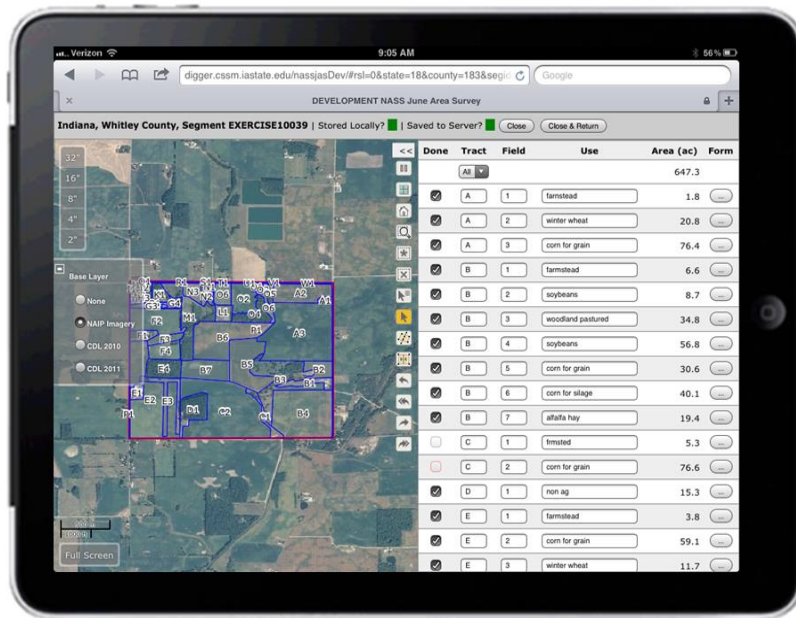 Verizon 9:05 AM 56%
digger.cssm.iastate.edu/nassjasDev/#rsl=0&state=18&county=183&segi Google
DEVELOPMENT NASS June Area Survey
Indiana, Whitley County, Segment EXERCISE10039 | Stored Locally? | Saved to Server? Close Close & Return
<< Done Tract Field Use Area (ac) Form
All 647.3
A 1 farmstead 1.8 ...
A 2 winter wheat 20.8 ...
A 3 corn for grain 76.4 ...
B 1 farmstead 6.6 ...
B 2 soybeans 8.7 ...
B 3 woodland pastured 34.8 ...
B 4 soybeans 56.8 ...
B 5 corn for grain 30.6 ...
B 6 corn for silage 40.1 ...
B 7 alfalfa hay 19.4 ...
C 1 frmsted 5.3 ...
C 2 corn for grain 76.6 ...
D 1 non ag 15.3 ...
E 1 farmstead 3.8 ...
E 2 corn for grain 59.1 ...
E 3 winter wheat 11.7 ...
32"
16"
8"
4"
2"
Base Layer
None
NAIP Imagery
CDL 2010
CDL 2011
A2
A1
G4
F2
M1
L1
A3
B6
F4
E4
B7
B5
B2
B1
E1
E2
E3
D1
C2
C1
B4
Full Screen